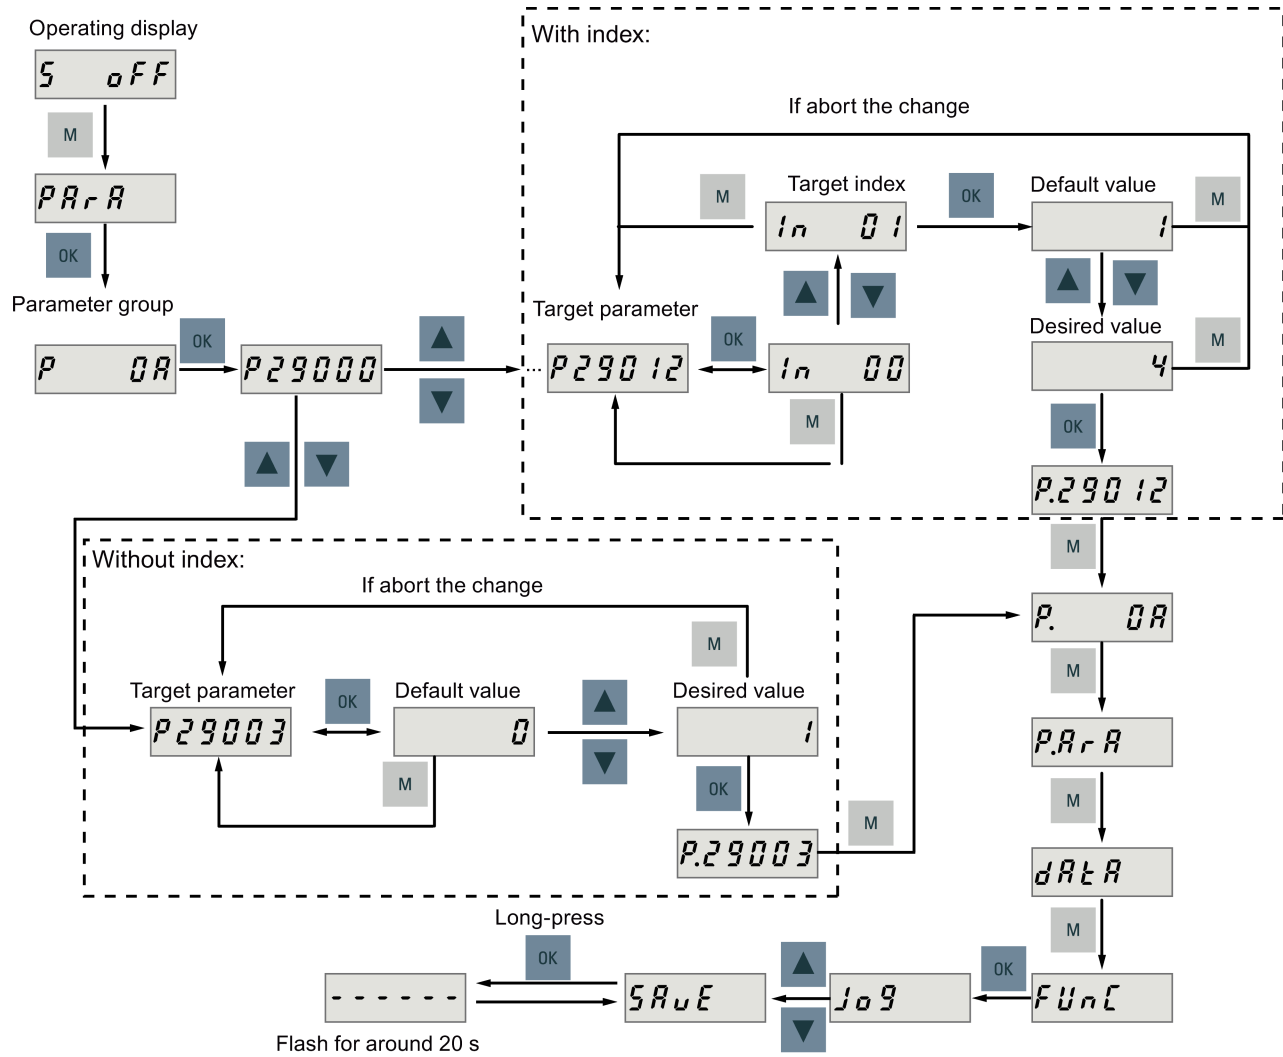 Operating display
S oFF
M
PArA
OK
Parameter group
P 0A
OK
P29000
With index:
If abort the change
M
Target index
In 01
OK
Default value
1
M
Target parameter
P29012
OK
In 00
M
Desired value
4
M
OK
P.29012
M
Without index:
If abort the change
M
Target parameter
P29003
OK
Default value
0
M
Desired value
1
OK
P.29003
M
P. 0A
M
P.ArA
M
dAtA
M
FUnC
OK
Jog
SAvE
Long-press
OK
- - - - - -
Flash for around 20 s